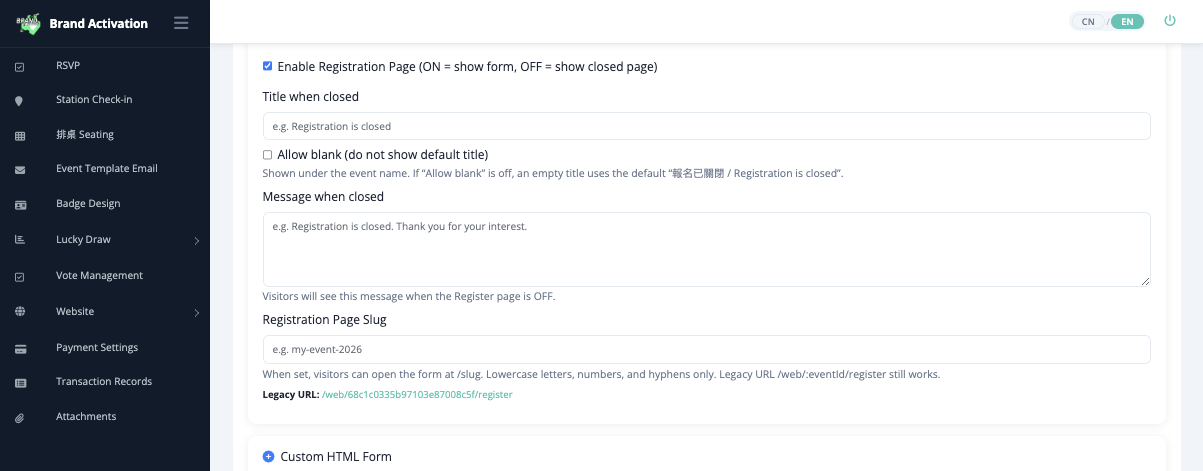 BRAND
Brand Activation
CN / EN
RSVP
Station Check-in
排桌 Seating
Event Template Email
Badge Design
Lucky Draw
Vote Management
Website
Payment Settings
Transaction Records
Attachments
Enable Registration Page (ON = show form, OFF = show closed page)
Title when closed
e.g. Registration is closed
Allow blank (do not show default title)
Shown under the event name. If “Allow blank” is off, an empty title uses the default “報名已關閉 / Registration is closed”.
Message when closed
e.g. Registration is closed. Thank you for your interest.
Visitors will see this message when the Register page is OFF.
Registration Page Slug
e.g. my-event-2026
When set, visitors can open the form at /slug. Lowercase letters, numbers, and hyphens only. Legacy URL /web/:eventId/register still works.
Legacy URL: /web/68c1c0335b97103e87008c5f/register
Custom HTML Form